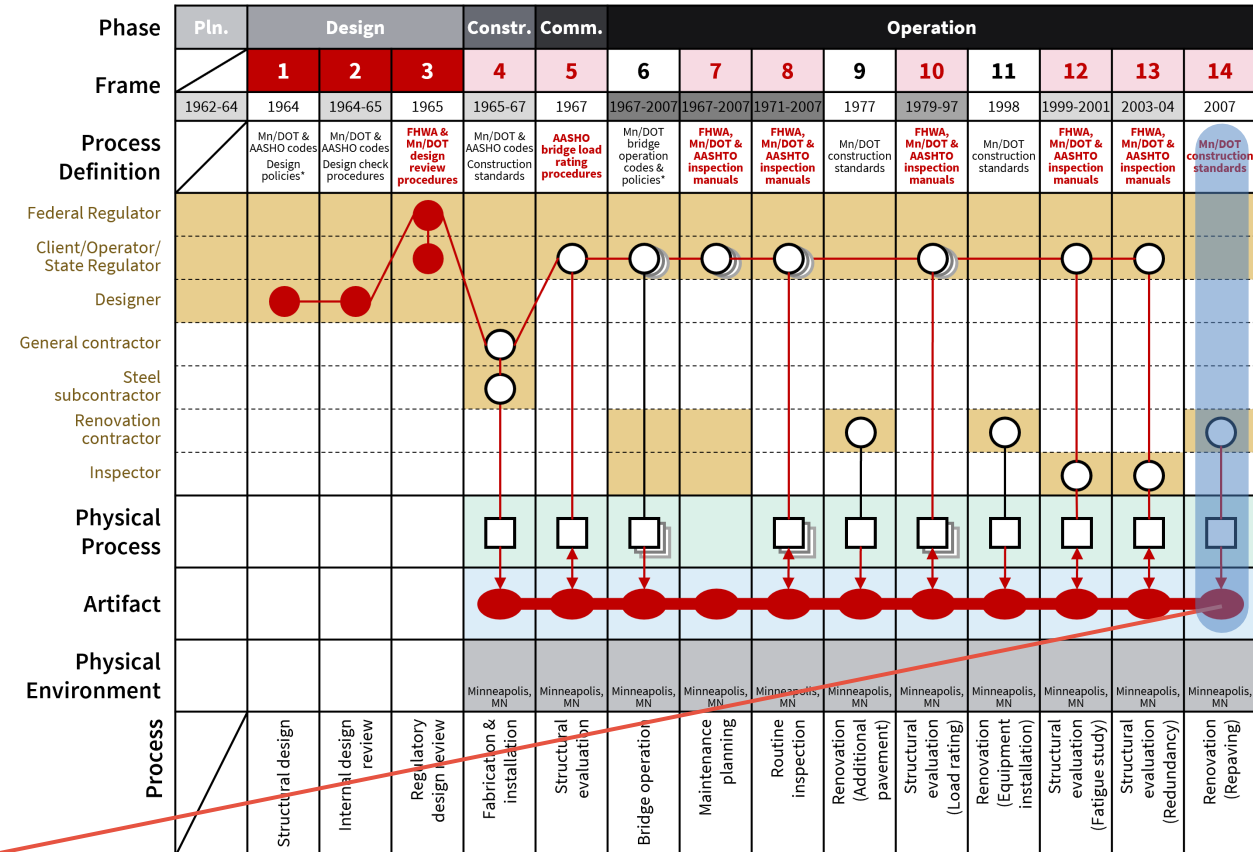 Phase
Pln.
Design
Constr.
Comm.
Operation
Frame
1
2
3
4
5
6
7
8
9
10
11
12
13
14
1962-64
1964
1964-65
1965
1965-67
1967
1967-2007
1967-2007
1971-2007
1977
1979-97
1998
1999-2001
2003-04
2007
Process
Definition
Mn/DOT &
AASHO codes
Design
policies*
Mn/DOT &
AASHO codes
Design check
procedures
FHWA &
Mn/DOT
design
review
procedures
Mn/DOT &
AASHO codes
Construction
standards
AASHO
bridge load
rating
procedures
Mn/DOT
bridge
operation
codes &
policies*
FHWA,
Mn/DOT &
AASHTO
inspection
manuals
FHWA,
Mn/DOT &
AASHTO
inspection
manuals
Mn/DOT
construction
standards
FHWA,
Mn/DOT &
AASHTO
inspection
manuals
Mn/DOT
construction
standards
FHWA,
Mn/DOT &
AASHTO
inspection
manuals
FHWA,
Mn/DOT &
AASHTO
inspection
manuals
Mn/DOT
construction
standards
Federal Regulator
Client/Operator/
State Regulator
Designer
General contractor
Steel
subcontractor
Renovation
contractor
Inspector
Physical
Process
Artifact
Physical
Environment
Minneapolis,
MN
Minneapolis,
MN
Minneapolis,
MN
Minneapolis,
MN
Minneapolis,
MN
Minneapolis,
MN
Minneapolis,
MN
Minneapolis,
MN
Minneapolis,
MN
Minneapolis,
MN
Minneapolis,
MN
Process
Structural design
Internal design
review
Regulatory
design review
Fabrication &
installation
Structural
evaluation
Bridge operation
Maintenance
planning
Routine
inspection
Renovation
(Additional
pavement)
Structural
evaluation
(Load rating)
Renovation
(Equipment
installation)
Structural
evaluation
(Fatigue study)
Structural
evaluation
(Redundancy)
Renovation
(Repaving)